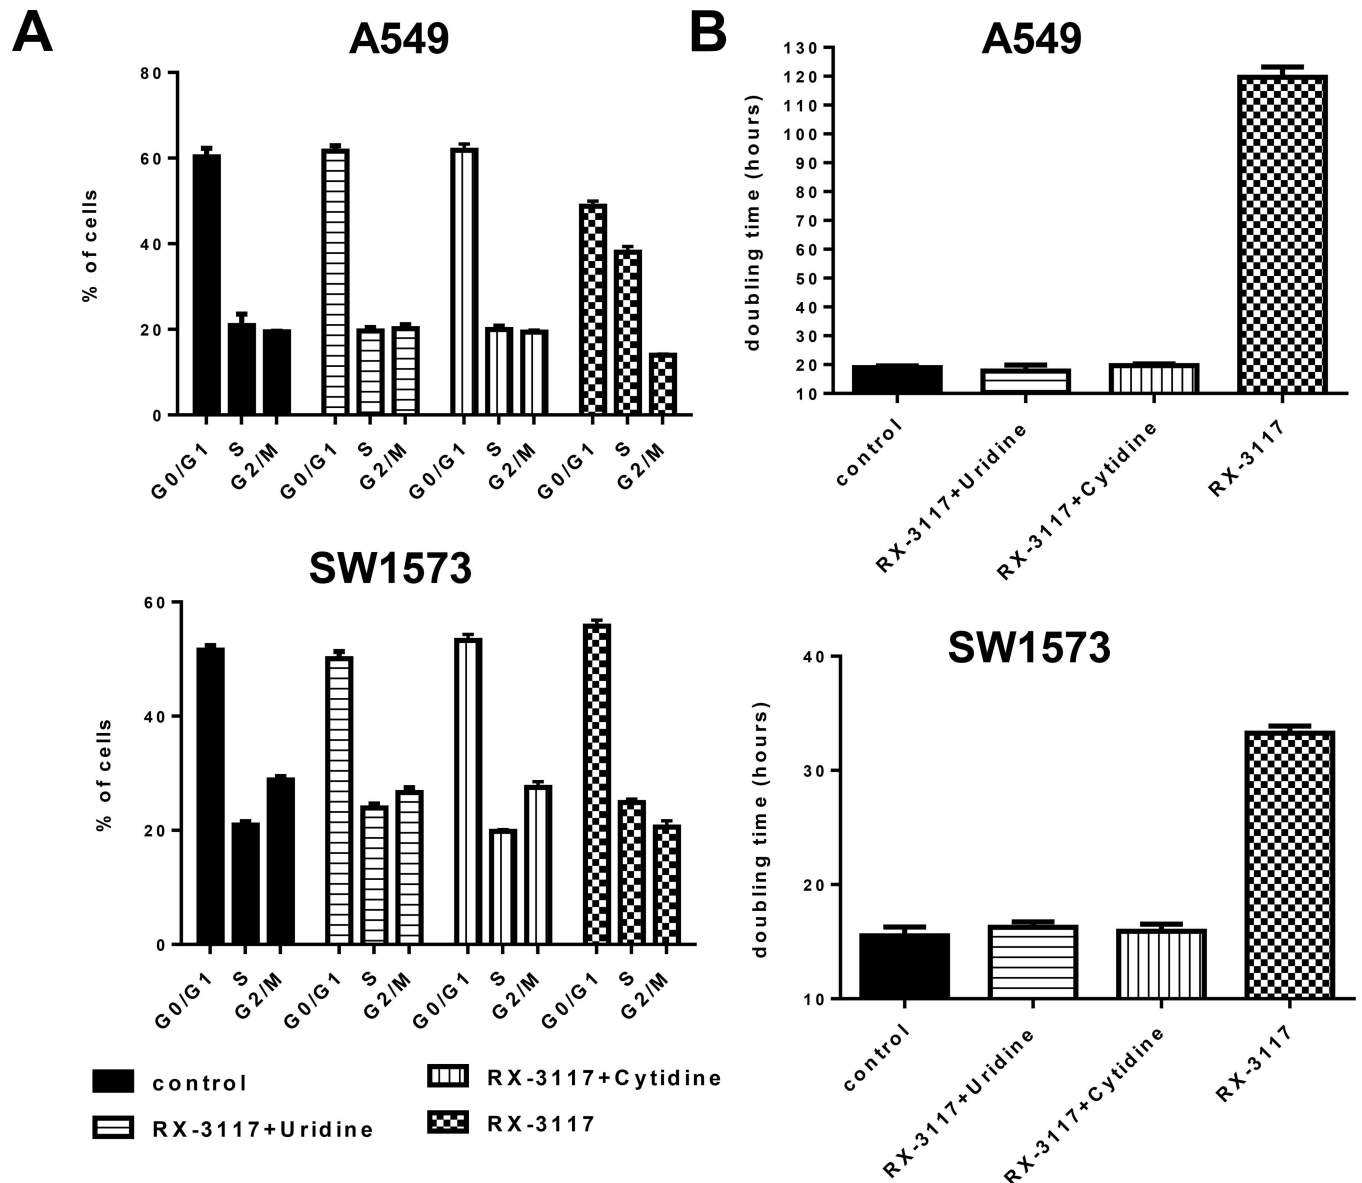 A
A549
80
60
40
20
0
% of cells
G0/G1
S
G2/M
G0/G1
S
G2/M
G0/G1
S
G2/M
G0/G1
S
G2/M
SW1573
60
40
20
0
% of cells
G0/G1
S
G2/M
G0/G1
S
G2/M
G0/G1
S
G2/M
G0/G1
S
G2/M
control
RX-3117+Uridine
RX-3117+Cytidine
RX-3117
B
A549
130
120
110
100
90
80
70
60
50
40
30
20
10
doubling time (hours)
control
RX-3117+Uridine
RX-3117+Cytidine
RX-3117
SW1573
40
30
20
10
doubling time (hours)
control
RX-3117+Uridine
RX-3117+Cytidine
RX-3117